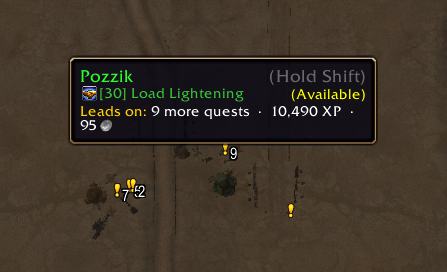 Pozzik (Hold Shift)
[30] Load Lightening (Available)
Leads on: 9 more quests · 10,490 XP ·
95
9
7 2